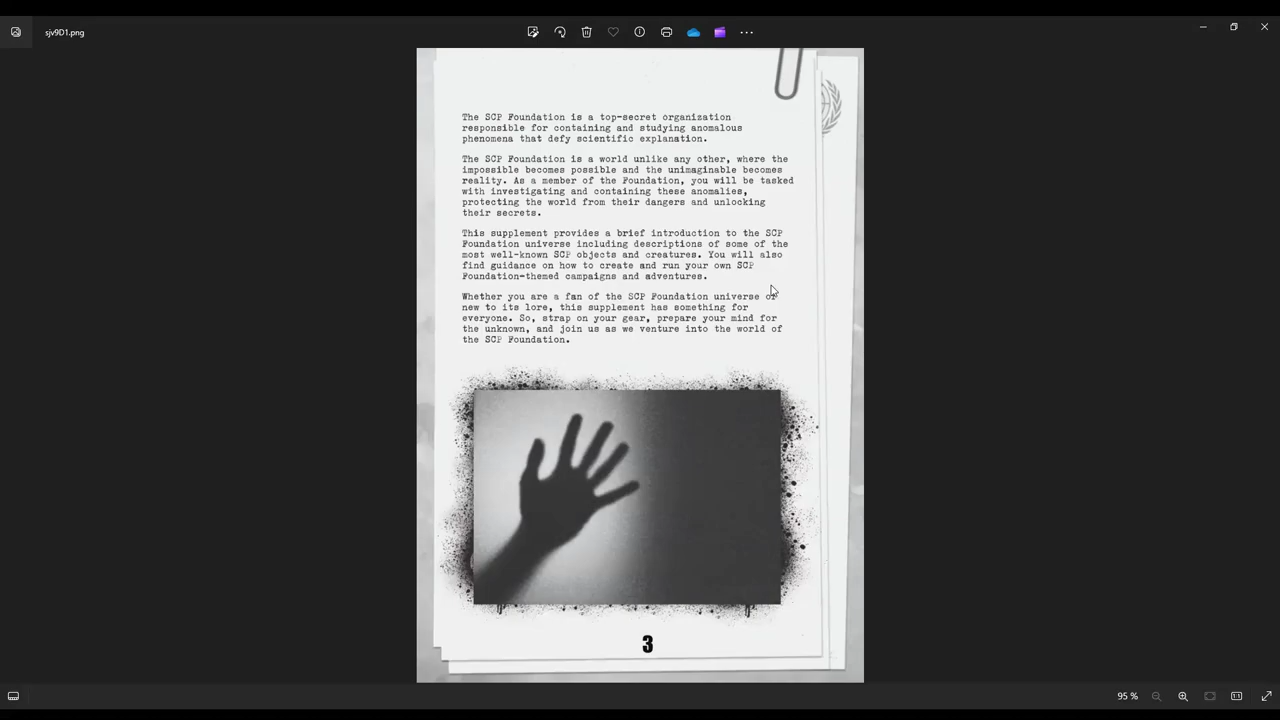 sjv9D1.png
The SCP Foundation is a top-secret organization
responsible for containing and studying anomalous
phenomena that defy scientific explanation.
The SCP Foundation is a world unlike any other, where the
impossible becomes possible and the unimaginable becomes
reality. As a member of the Foundation, you will be tasked
with investigating and containing these anomalies,
protecting the world from their dangers and unlocking
their secrets.
This supplement provides a brief introduction to the SCP
Foundation universe including descriptions of some of the
most well-known SCP objects and creatures. You will also
find guidance on how to create and run your own SCP
Foundation-themed campaigns and adventures.
Whether you are a fan of the SCP Foundation universe or
new to its lore, this supplement has something for
everyone. So, strap on your gear, prepare your mind for
the unknown, and join us as we venture into the world of
the SCP Foundation.
3
95 %